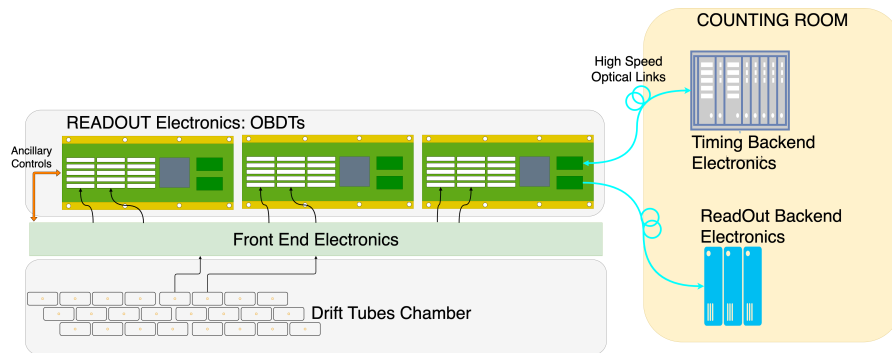 COUNTING ROOM
High Speed
Optical Links
READOUT Electronics: OBDTs
Ancillary
Controls
Timing Backend
Electronics
Front End Electronics
ReadOut Backend
Electronics
Drift Tubes Chamber